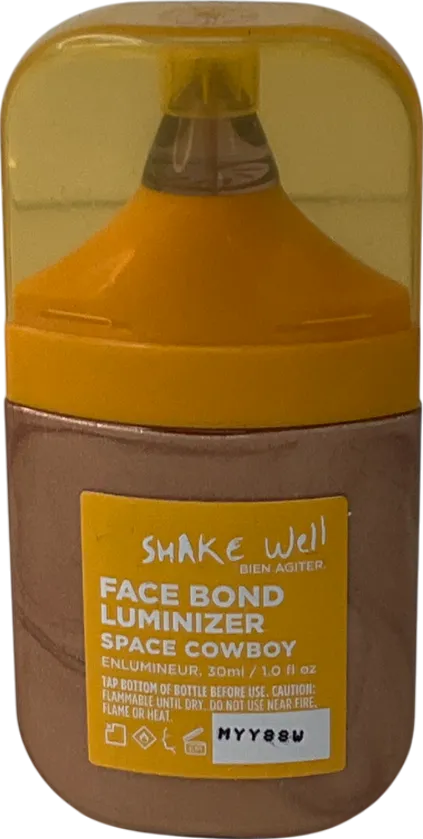 SHAKE Well
BIEN AGITER.
FACE BOND
LUMINIZER
SPACE COWBOY
ENLUMINEUR, 30ml / 1.0 fl oz
TAP BOTTOM OF BOTTLE BEFORE USE. CAUTION:
FLAMMABLE UNTIL DRY. DO NOT USE NEAR FIRE,
FLAME OR HEAT.
MYY88W